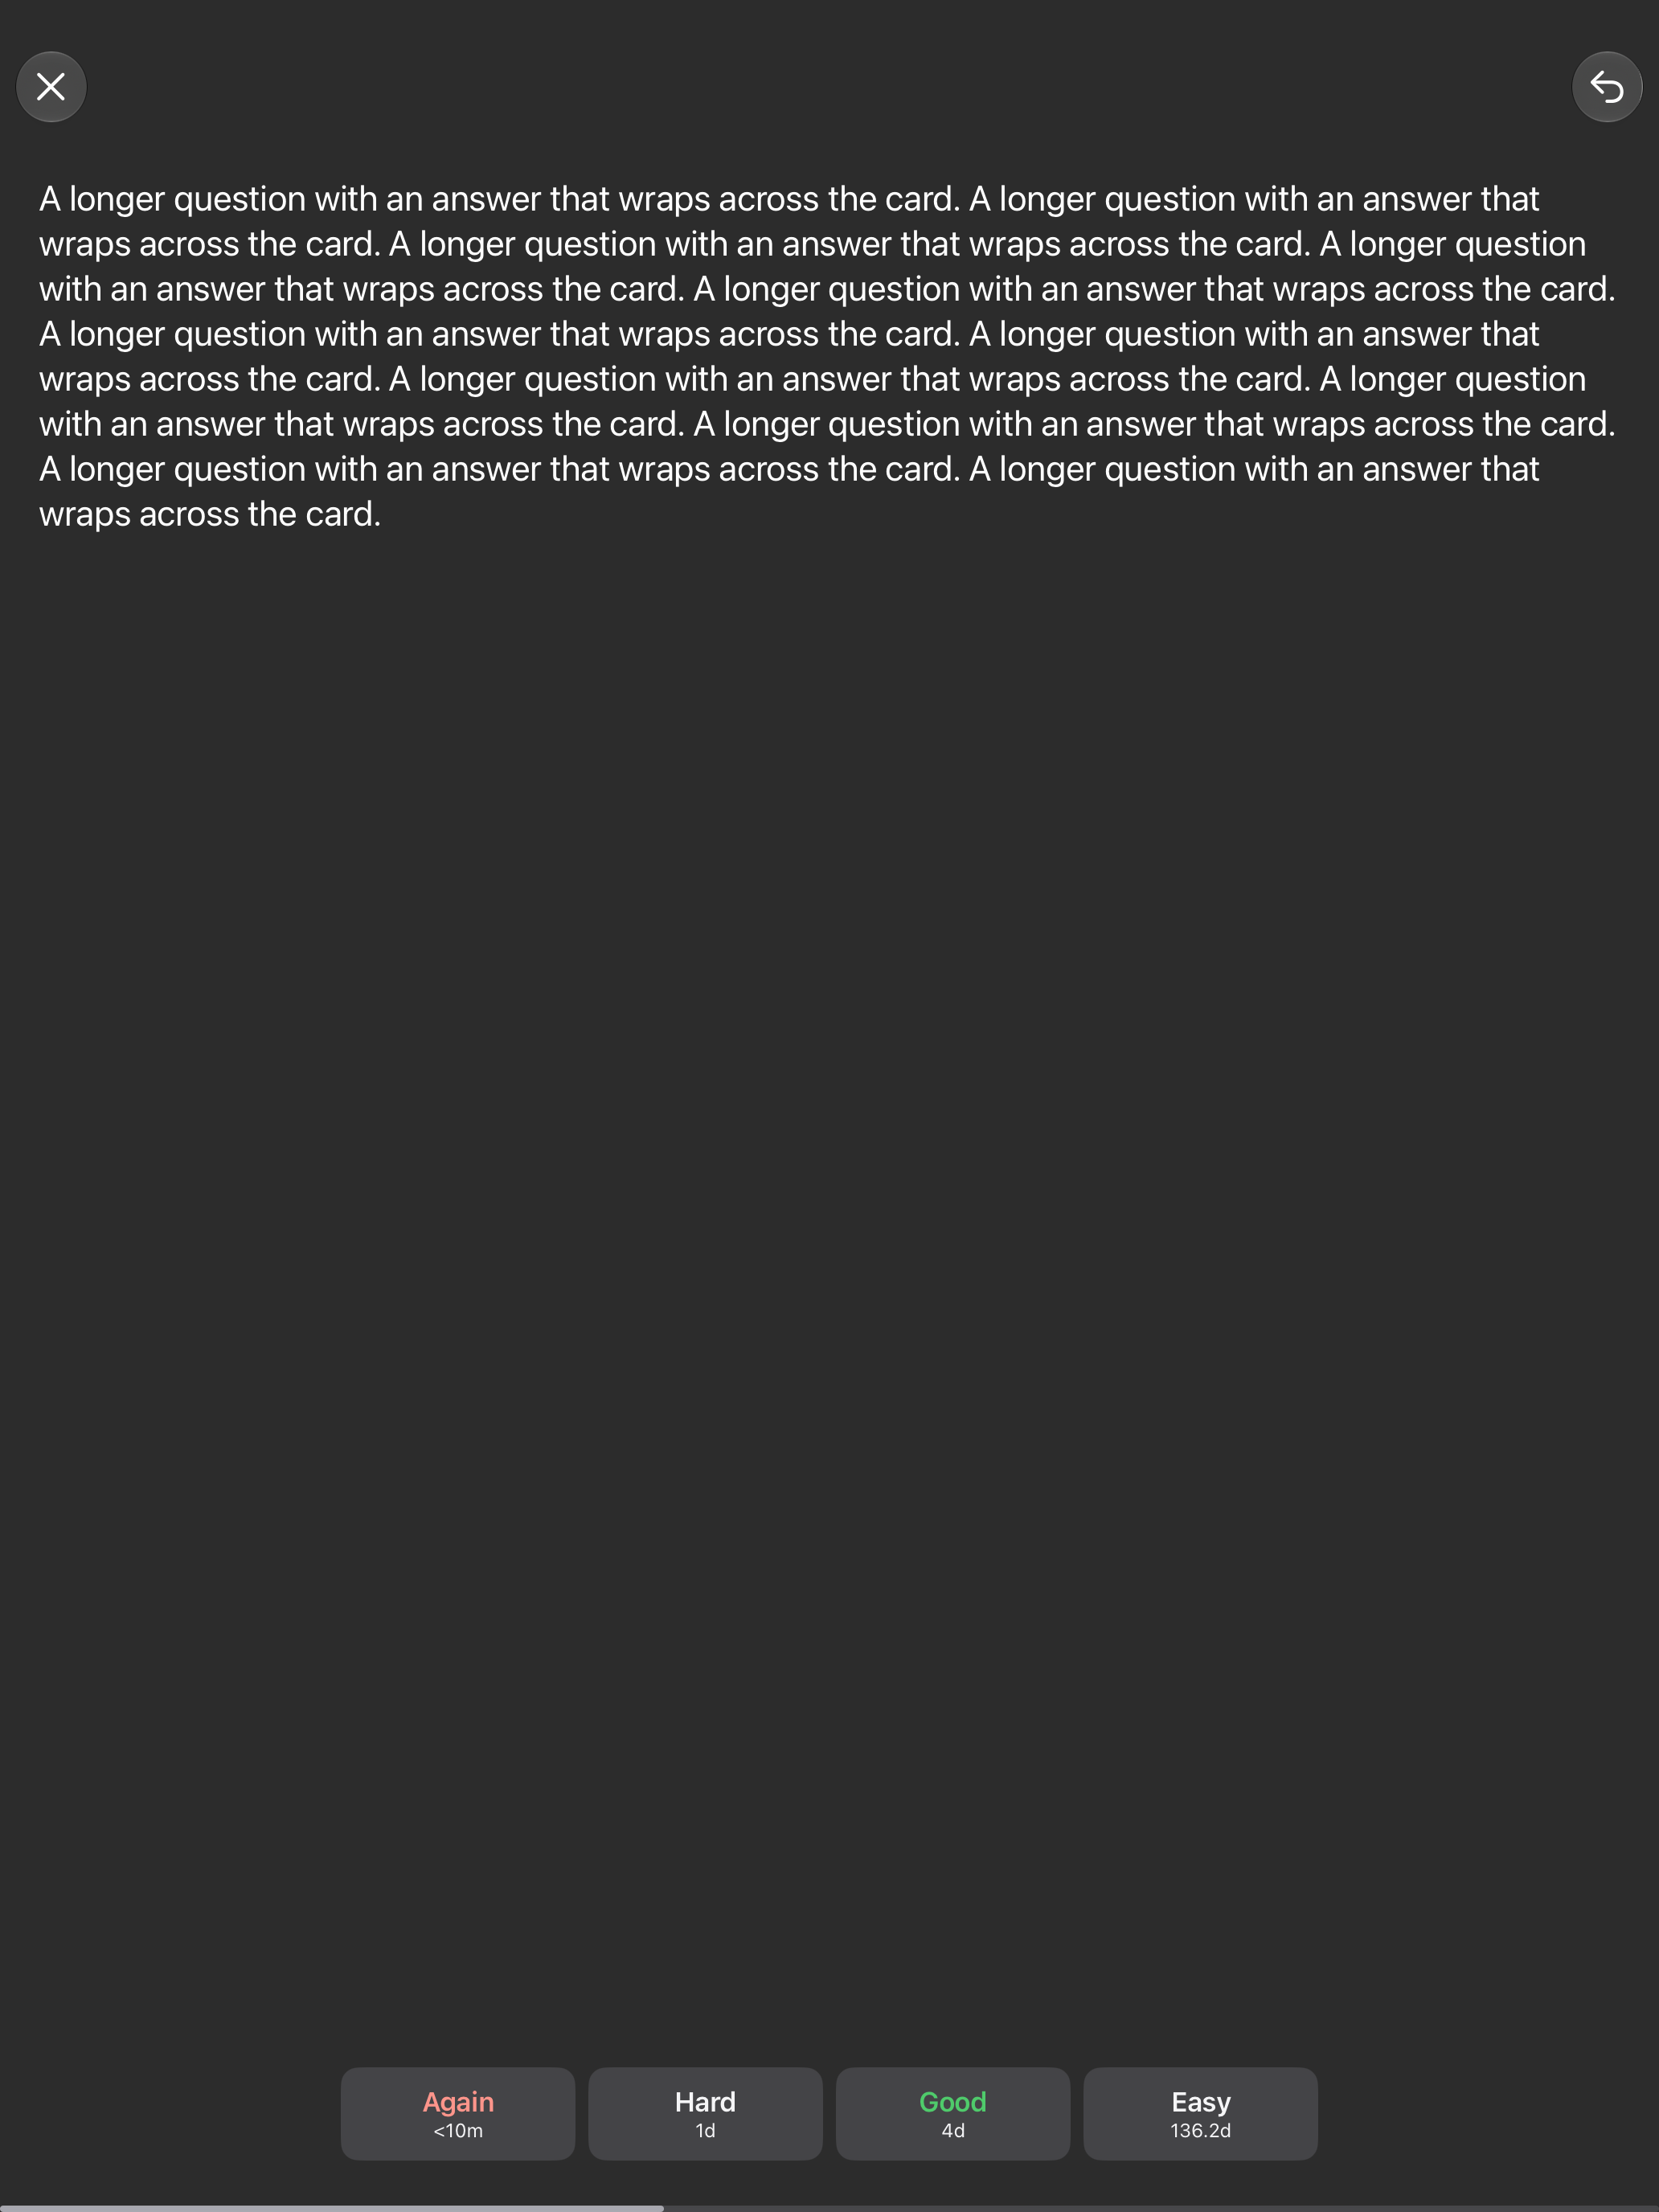 A longer question with an answer that wraps across the card. A longer question with an answer that
wraps across the card. A longer question with an answer that wraps across the card. A longer question
with an answer that wraps across the card. A longer question with an answer that wraps across the card.
A longer question with an answer that wraps across the card. A longer question with an answer that
wraps across the card. A longer question with an answer that wraps across the card. A longer question
with an answer that wraps across the card. A longer question with an answer that wraps across the card.
A longer question with an answer that wraps across the card. A longer question with an answer that
wraps across the card.
Again Hard Good Easy
<10m 1d 4d 136.2d